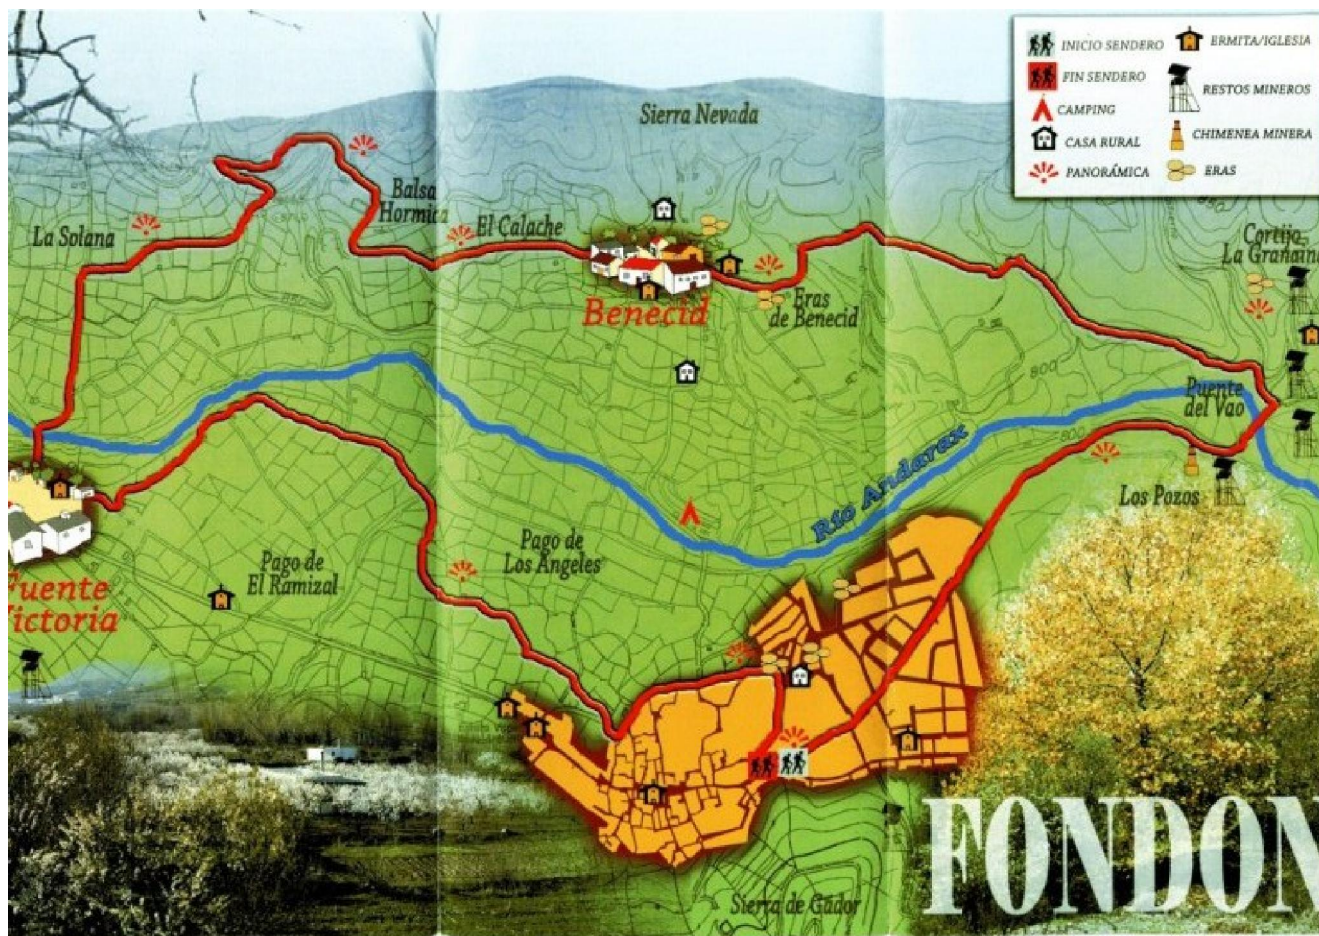 INICIO SENDERO
FIN SENDERO
CAMPING
CASA RURAL
PANORÁMICA
ERMITA/IGLESIA
RESTOS MINEROS
CHIMENEA MINERA
ERAS
Sierra Nevada
La Solana
Balsa
Hormica
El Calache
Benecid
Eras
de Benecid
Cortijo
La Granaina
850
800
Puente
del Vao
800
Río Andarax
Los Pozos
Pago de
Los Angeles
Pago de
El Ramizal
Fuente
Victoria
Sierra de Gádor
FONDON